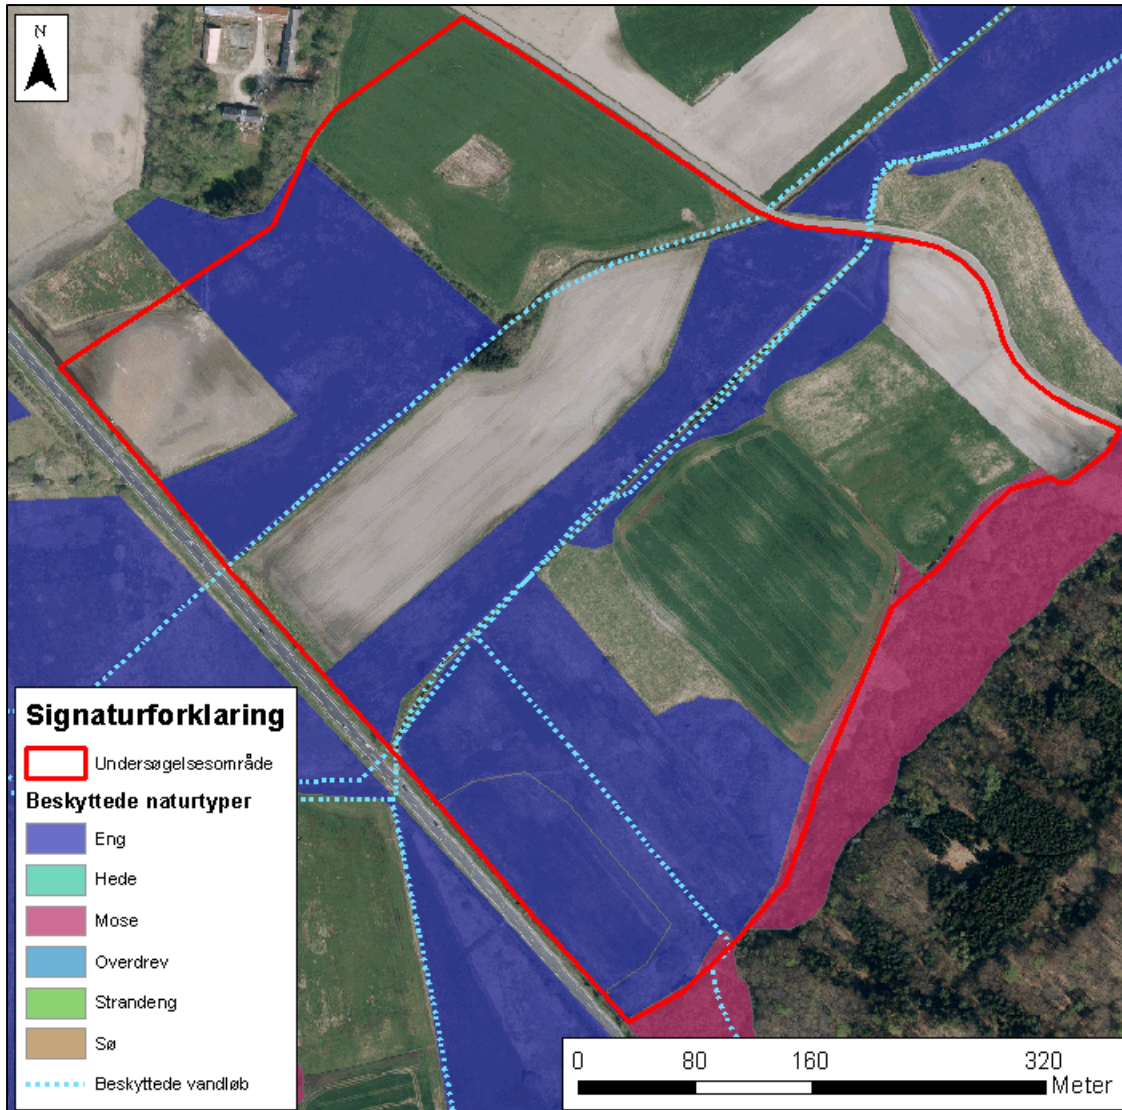 N
Signaturforklaring
Undersøgelsesområde
Beskyttede naturtyper
Eng
Hede
Mose
Overdrev
Strandeng
Sø
Beskyttede vandløb
0 80 160 320
Meter